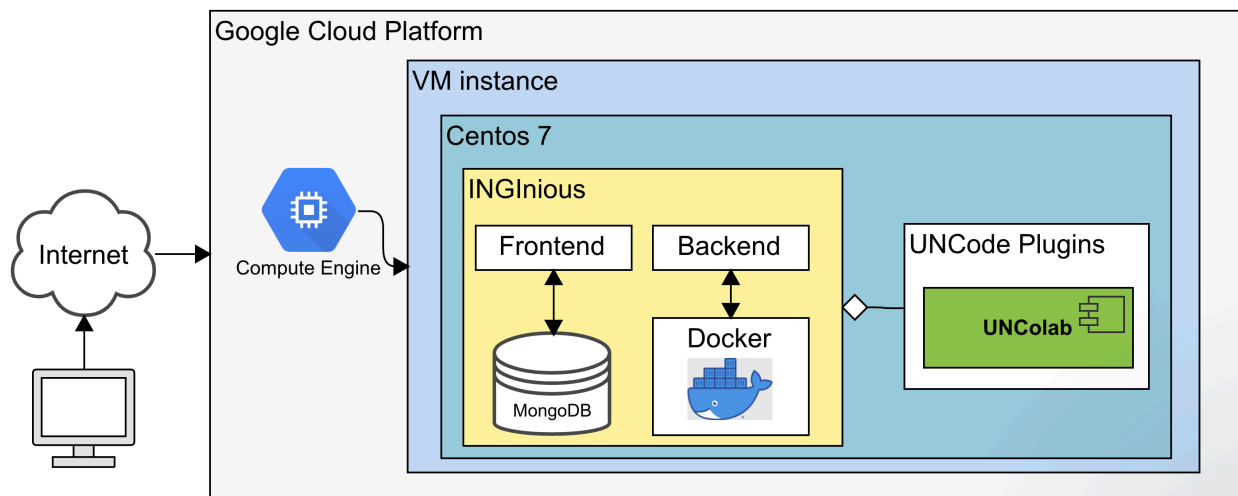 Google Cloud Platform
VM instance
Centos 7
INGInious
Frontend
Backend
UNCode Plugins
Internet
Compute Engine
UNColab
Docker
MongoDB